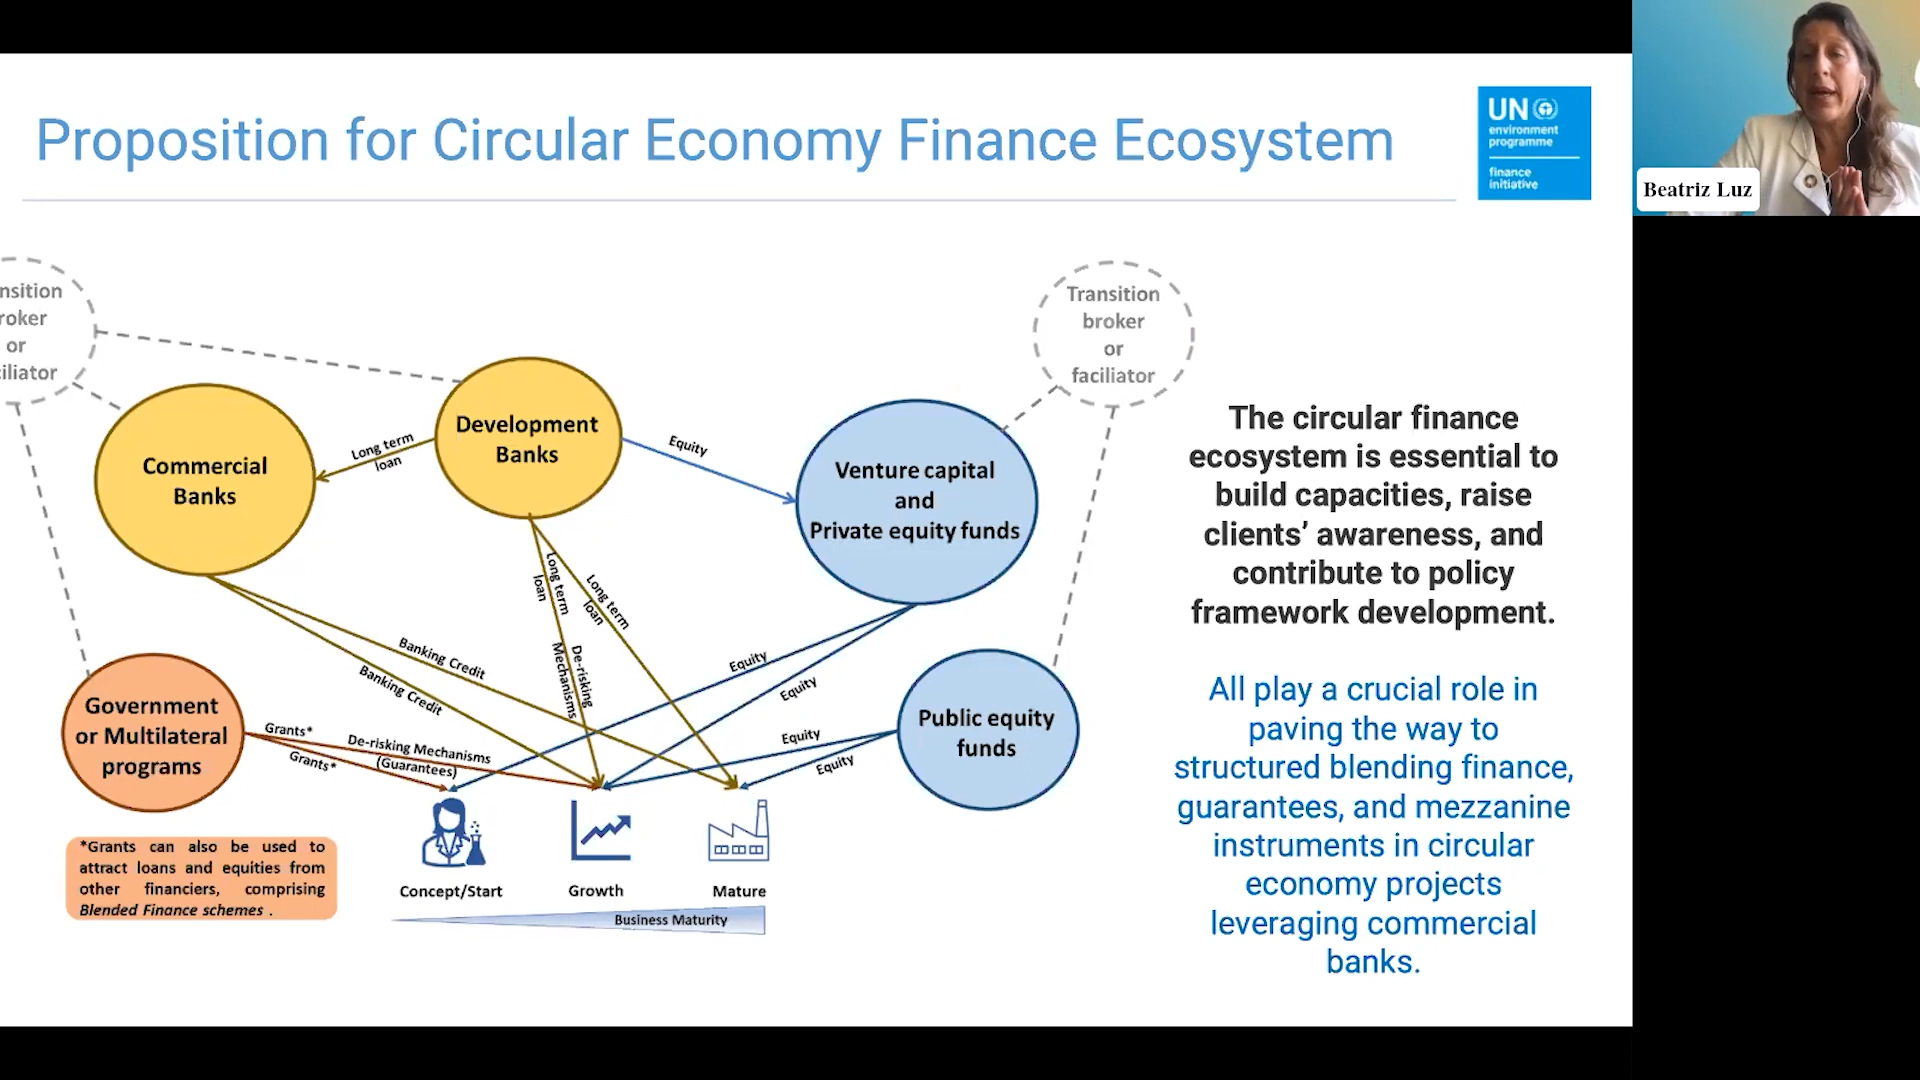 Proposition for Circular Economy Finance Ecosystem
UN
environment
programme
finance
initiative
Beatriz Luz
nsition
roker
or
iliator
Transition
broker
or
faciliator
Commercial
Banks
Long term
loan
Development
Banks
Equity
Venture capital
and
Private equity funds
Long term
loan
Long term
loan
De-risking
Mechanisms
Banking Credit
Banking Credit
Equity
Equity
Government
or Multilateral
programs
Grants*
Grants*
De-risking Mechanisms
(Guarantees)
Equity
Equity
Public equity
funds
*Grants can also be used to
attract loans and equities from
other financiers, comprising
Blended Finance schemes .
Concept/Start
Growth
Mature
Business Maturity
The circular finance
ecosystem is essential to
build capacities, raise
clients’ awareness, and
contribute to policy
framework development.
All play a crucial role in
paving the way to
structured blending finance,
guarantees, and mezzanine
instruments in circular
economy projects
leveraging commercial
banks.